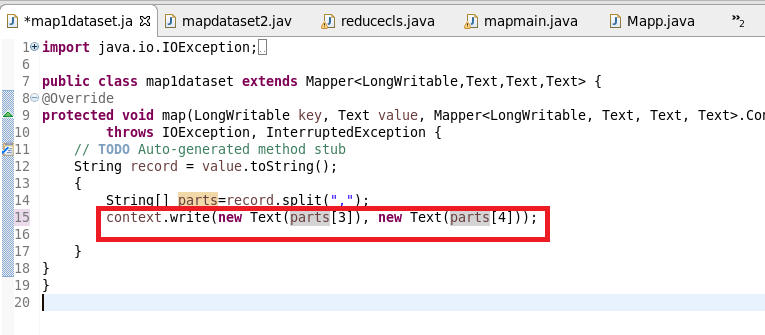 *map1dataset.ja mapdataset2.jav reducecls.java mapmain.java Mapp.java »2
1 import java.io.IOException;
6
7 public class map1dataset extends Mapper<LongWritable,Text,Text,Text> {
8 @Override
9 protected void map(LongWritable key, Text value, Mapper<LongWritable, Text, Text, Text>.Con
10 throws IOException, InterruptedException {
11 // TODO Auto-generated method stub
12 String record = value.toString();
13 {
14 String[] parts=record.split(",");
15 context.write(new Text(parts[3]), new Text(parts[4]));
16
17 }
18 }
19 }
20